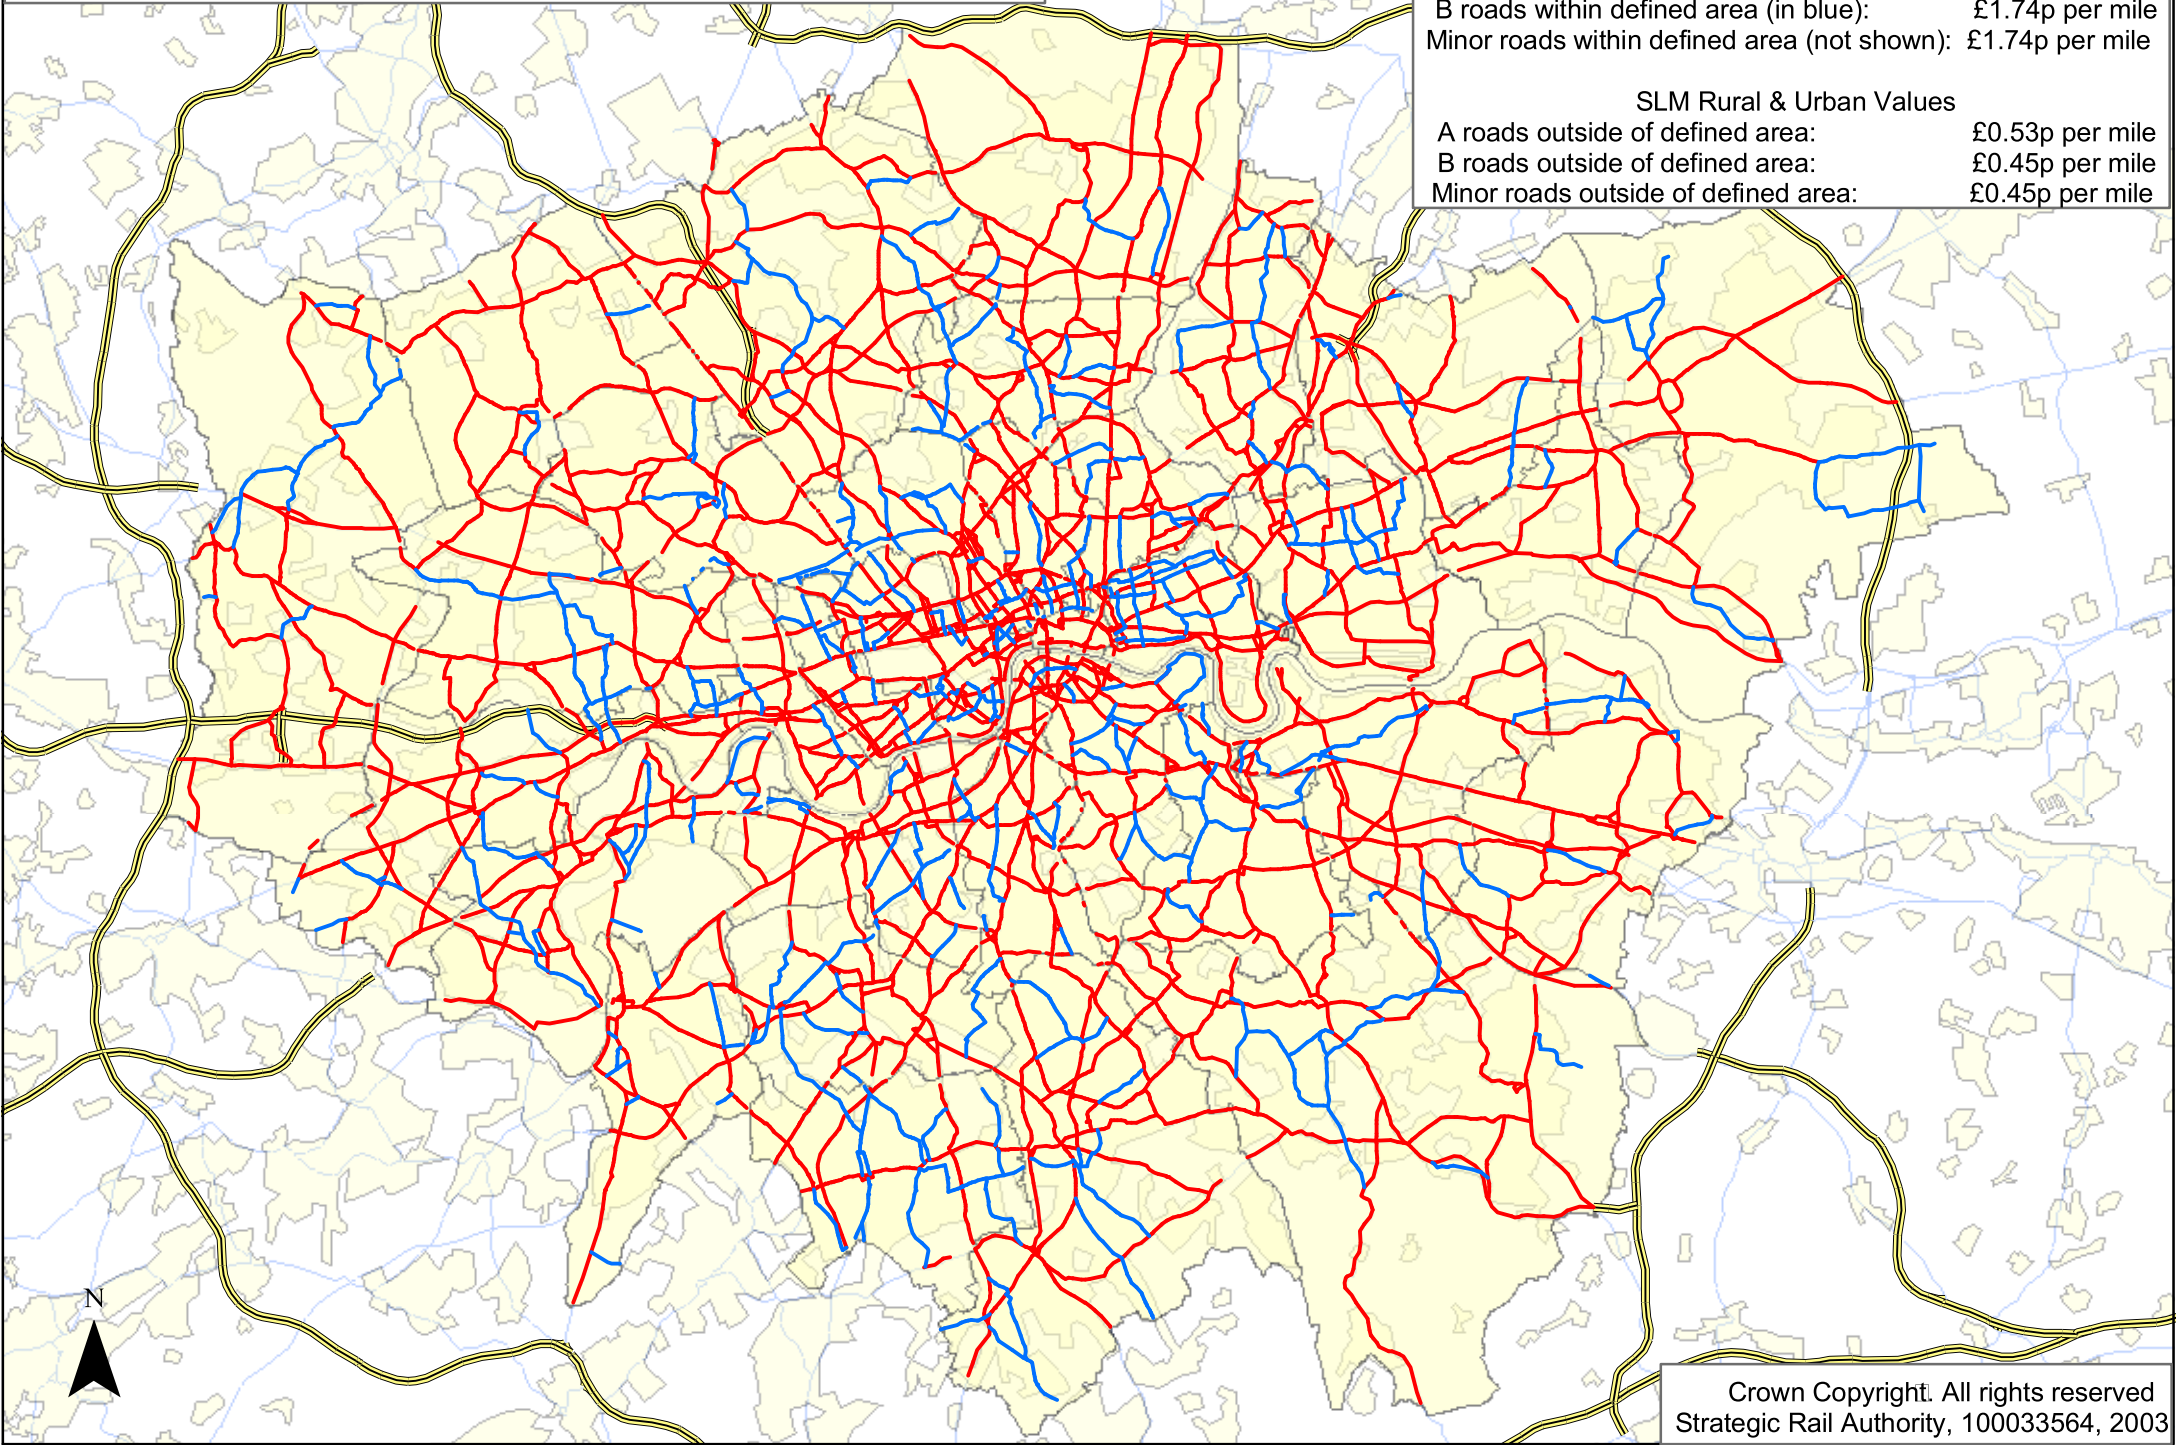 B roads within defined area (in blue): £1.74p per mile
Minor roads within defined area (not shown): £1.74p per mile
SLM Rural & Urban Values
A roads outside of defined area: £0.53p per mile
B roads outside of defined area: £0.45p per mile
Minor roads outside of defined area: £0.45p per mile
N
Crown Copyright. All rights reserved
Strategic Rail Authority, 100033564, 2003